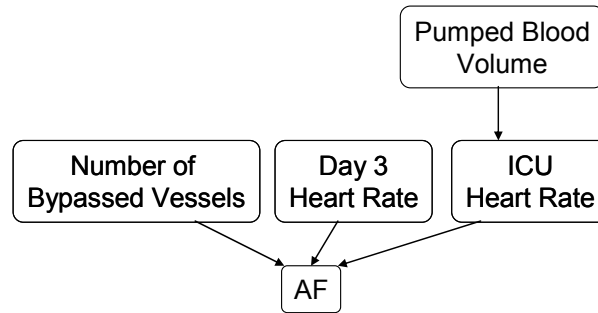 Pumped Blood
Volume
Number of
Bypassed Vessels
Day 3
Heart Rate
ICU
Heart Rate
AF